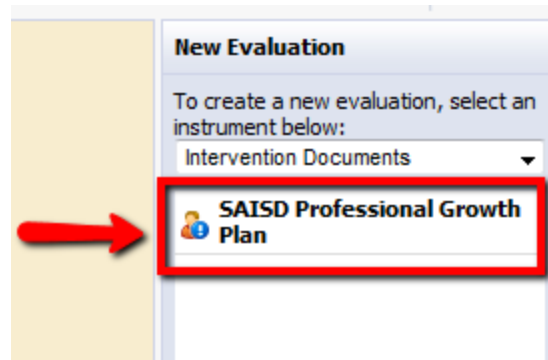 New Evaluation
To create a new evaluation, select an
instrument below:
Intervention Documents
SAISD Professional Growth
Plan